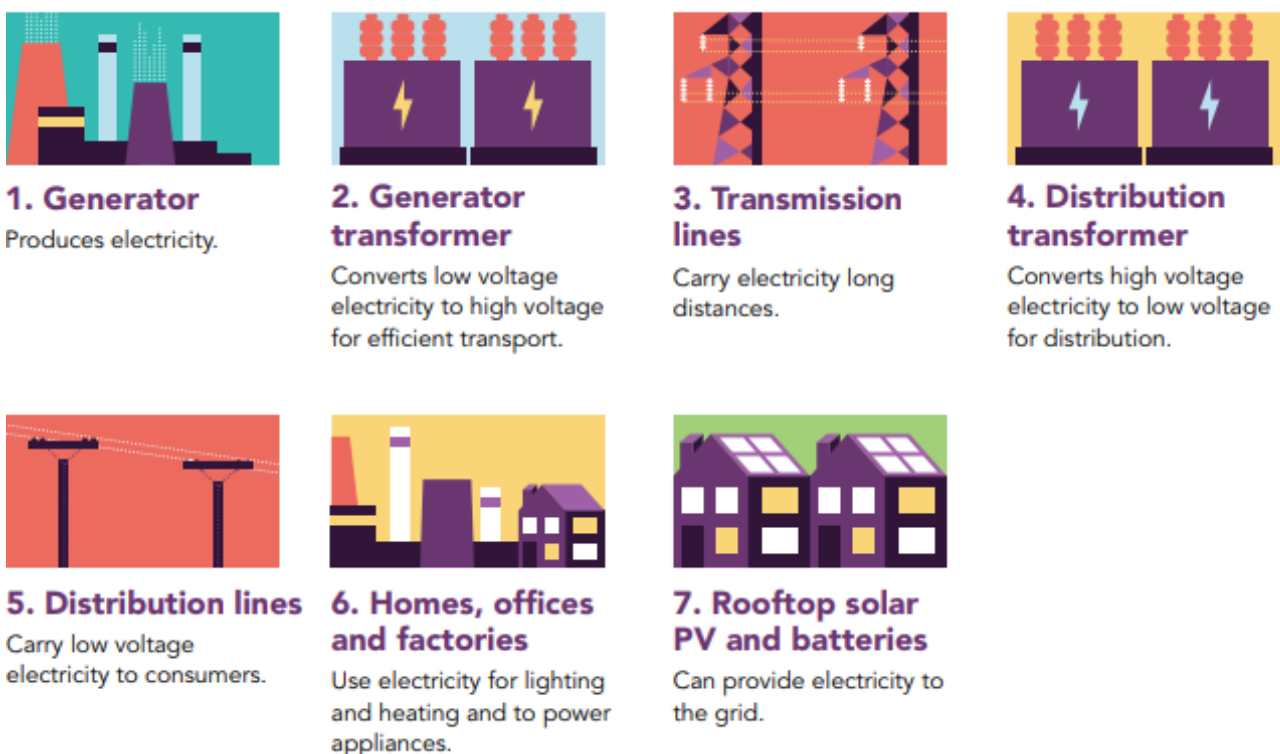 1. Generator
Produces electricity.
2. Generator
transformer
Converts low voltage
electricity to high voltage
for efficient transport.
3. Transmission
lines
Carry electricity long
distances.
4. Distribution
transformer
Converts high voltage
electricity to low voltage
for distribution.
5. Distribution lines
Carry low voltage
electricity to consumers.
6. Homes, offices
and factories
Use electricity for lighting
and heating and to power
appliances.
7. Rooftop solar
PV and batteries
Can provide electricity to
the grid.